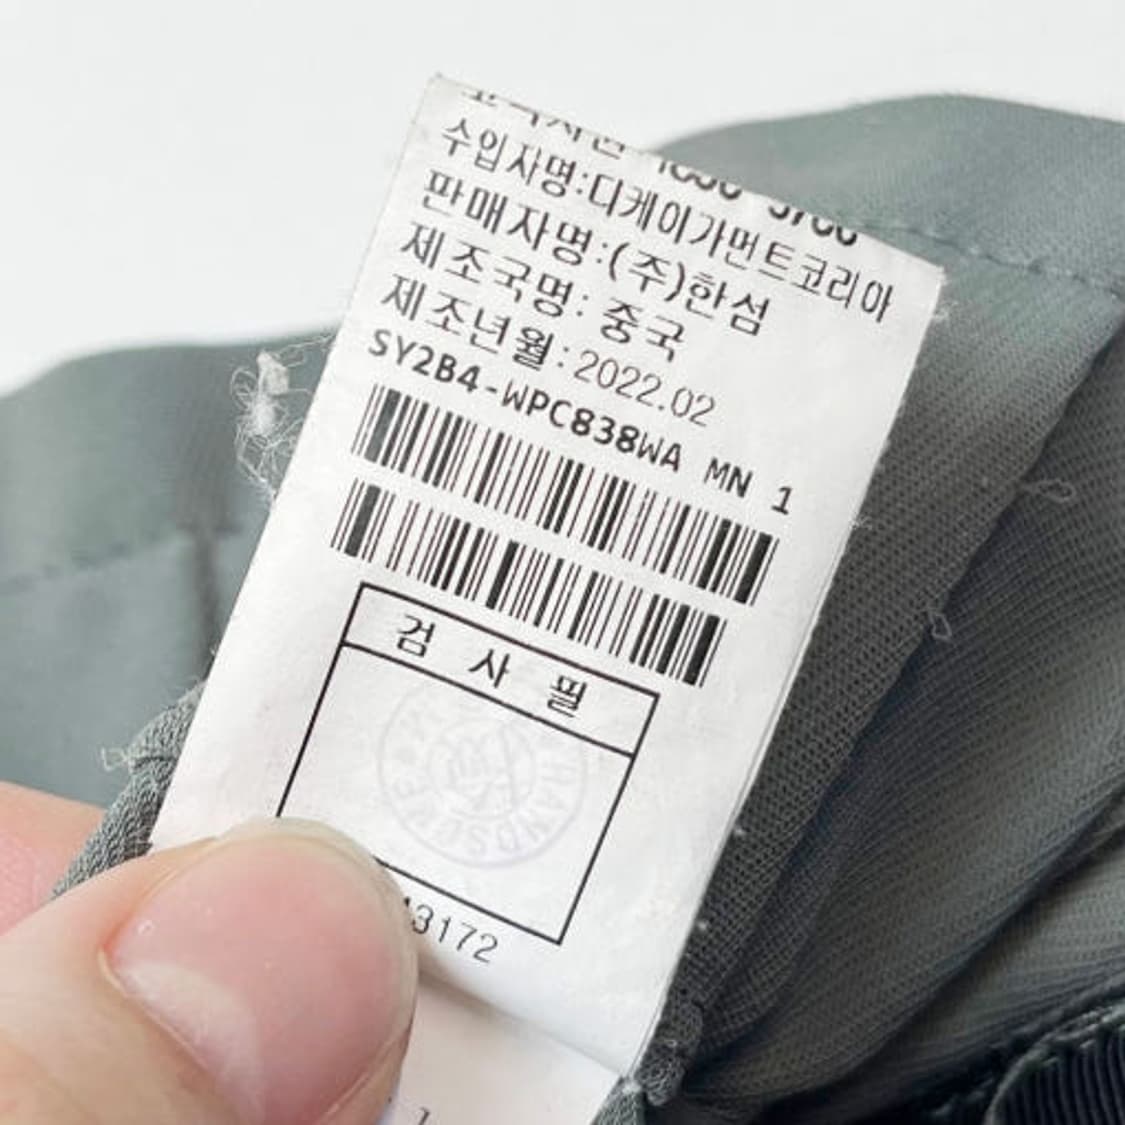 수입자명:디케이가먼트코리아
판매자명:(주)한섬
제조국명: 중국
제조년월:2022.02
SY2B4-WPC838WA MN 1
검 사 필
3172